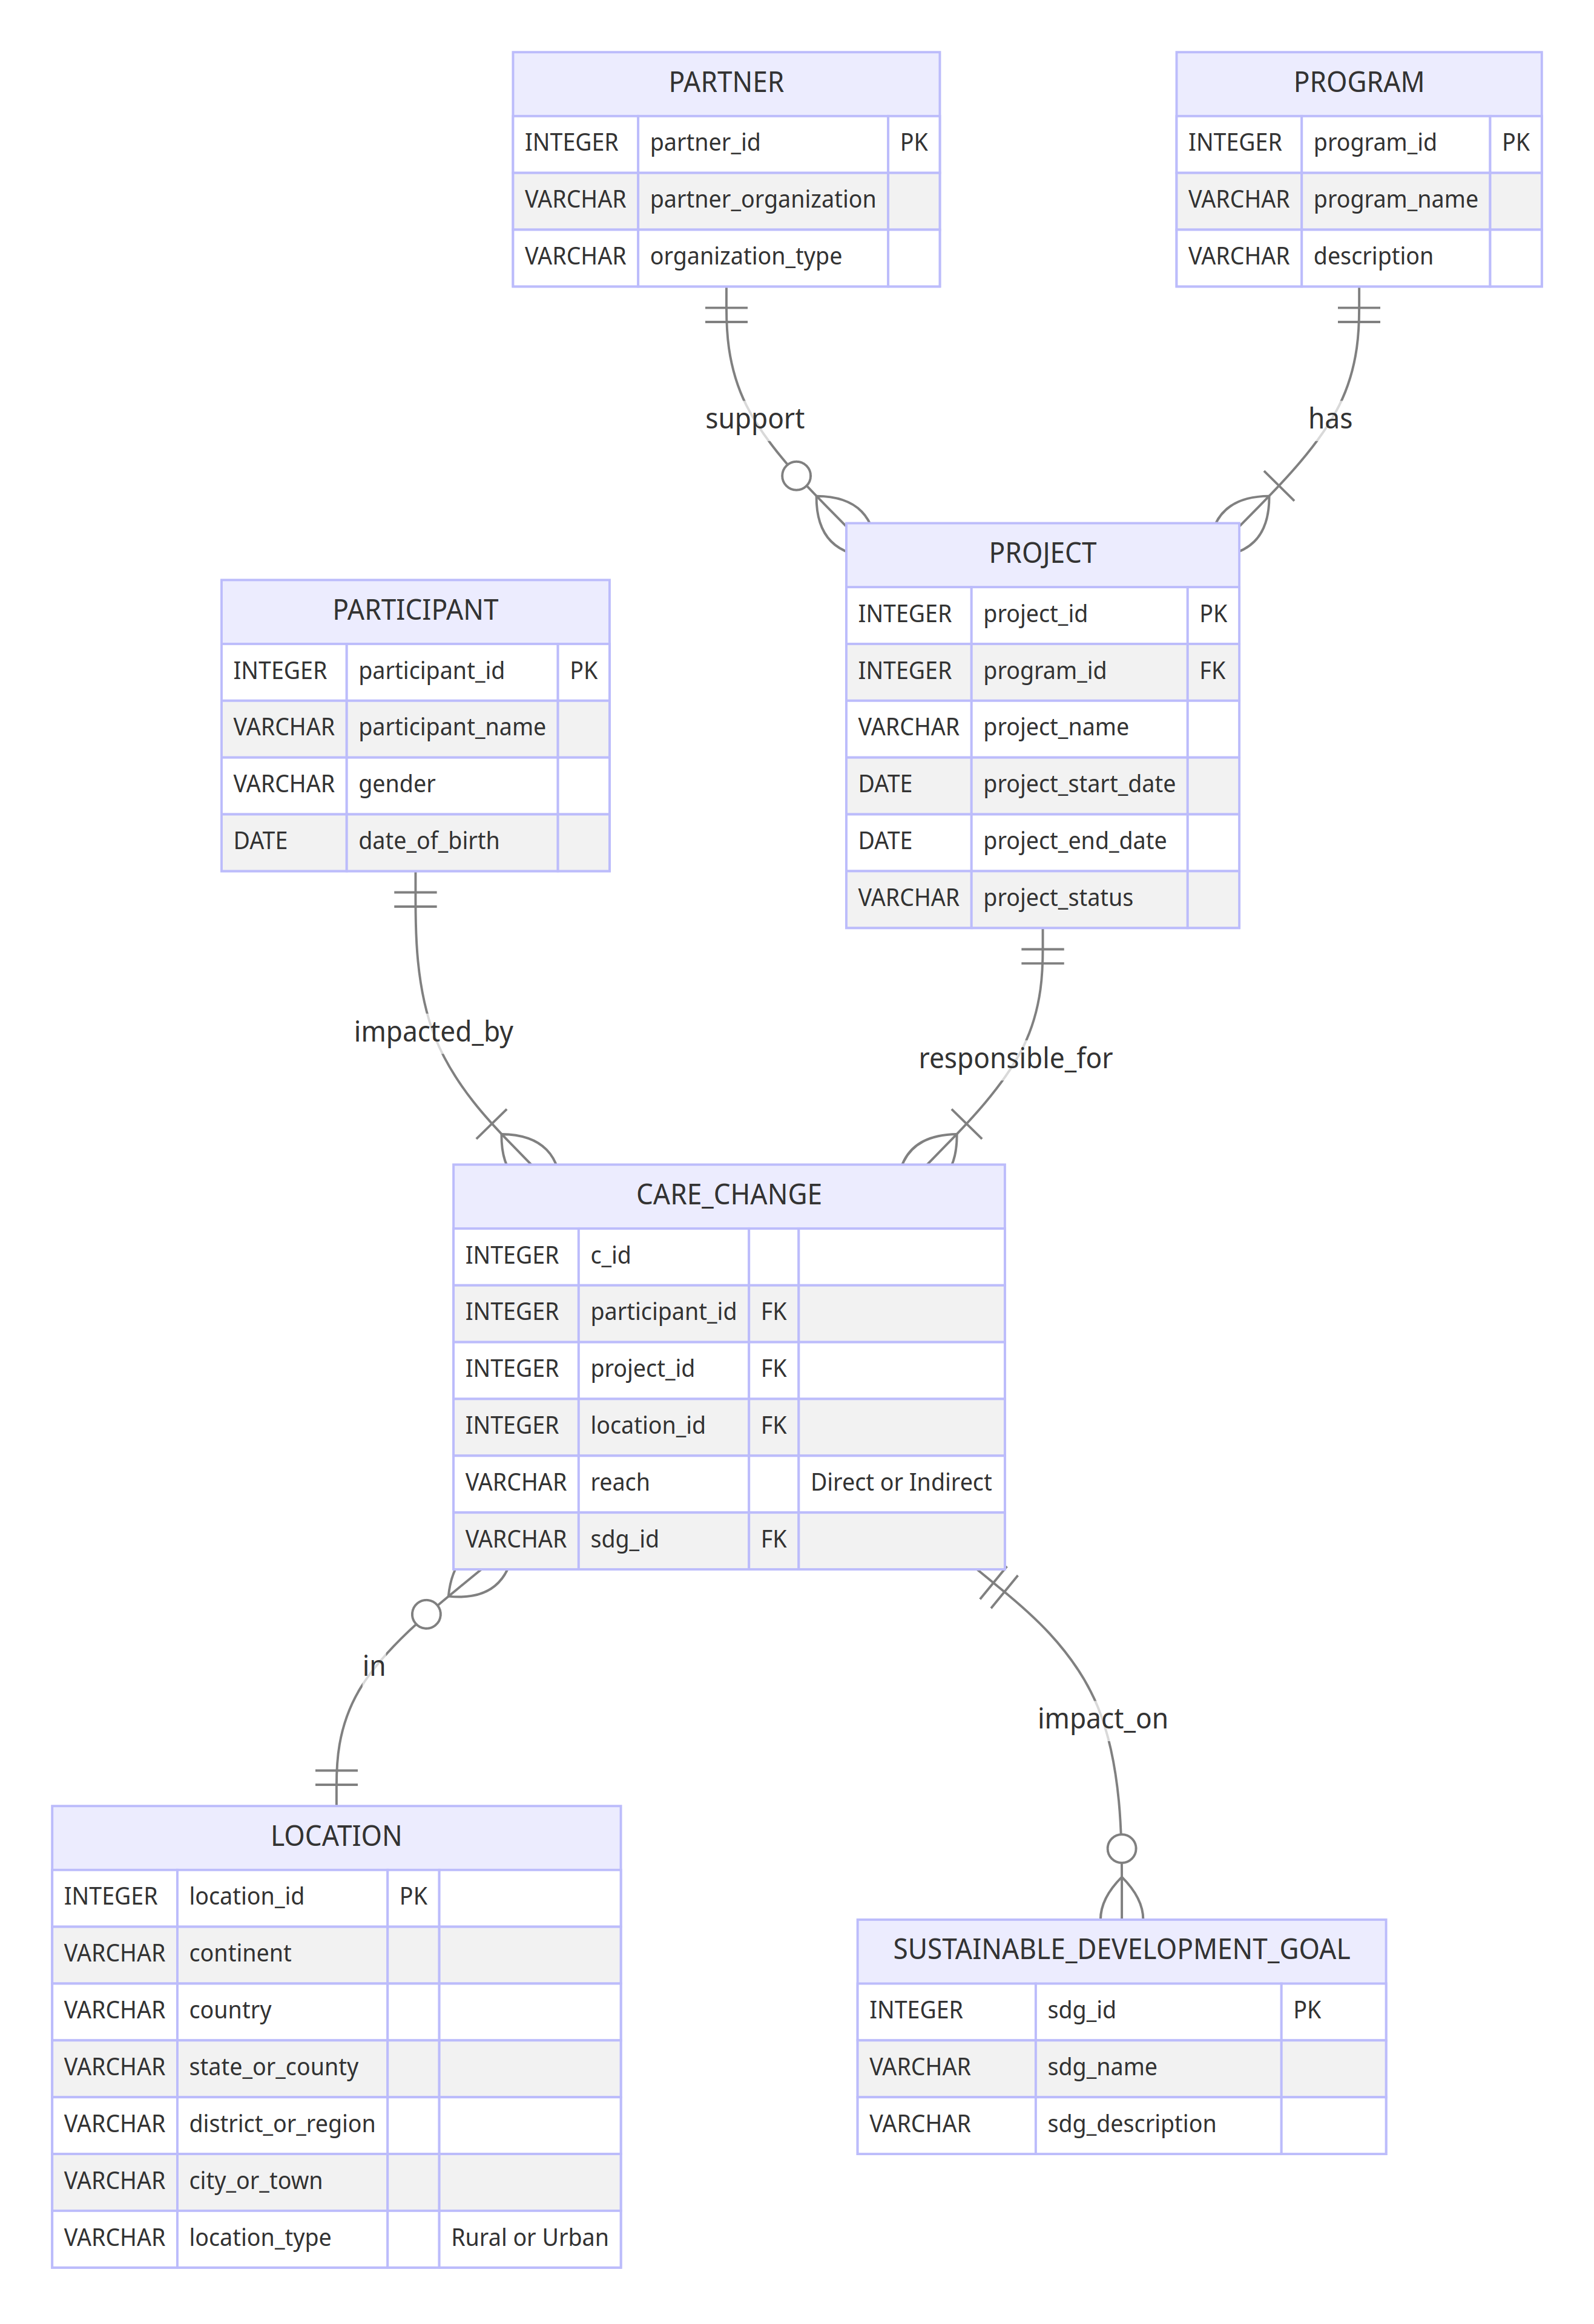 PARTNER
INTEGER partner_id PK
VARCHAR partner_organization
VARCHAR organization_type
PROGRAM
INTEGER program_id PK
VARCHAR program_name
VARCHAR description
support
has
PROJECT
INTEGER project_id PK
INTEGER program_id FK
VARCHAR project_name
DATE project_start_date
DATE project_end_date
VARCHAR project_status
PARTICIPANT
INTEGER participant_id PK
VARCHAR participant_name
VARCHAR gender
DATE date_of_birth
impacted_by
responsible_for
CARE_CHANGE
INTEGER c_id
INTEGER participant_id FK
INTEGER project_id FK
INTEGER location_id FK
VARCHAR reach Direct or Indirect
VARCHAR sdg_id FK
in
impact_on
LOCATION
INTEGER location_id PK
VARCHAR continent
VARCHAR country
VARCHAR state_or_county
VARCHAR district_or_region
VARCHAR city_or_town
VARCHAR location_type Rural or Urban
SUSTAINABLE_DEVELOPMENT_GOAL
INTEGER sdg_id PK
VARCHAR sdg_name
VARCHAR sdg_description